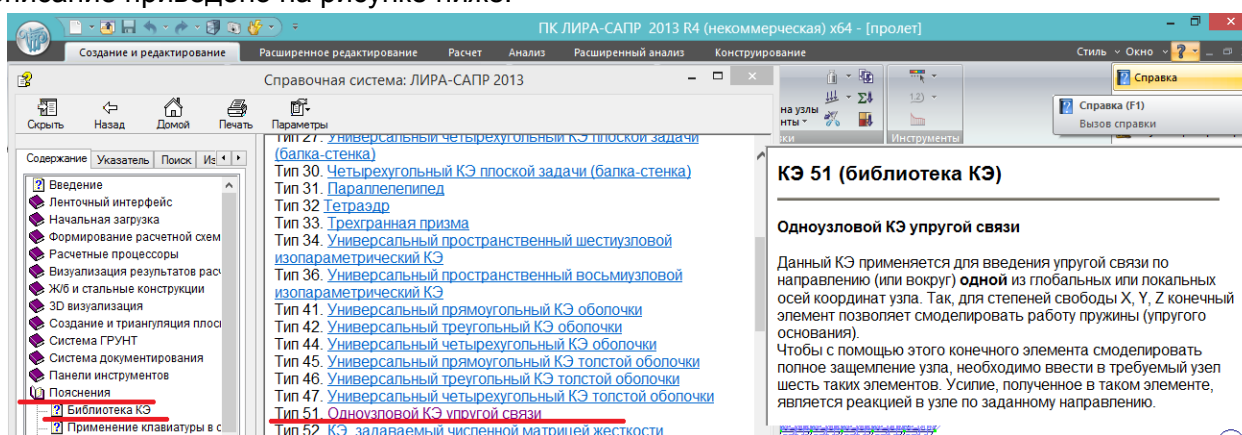 писание приведено на рисунке ниже.
ПК ЛИРА-САПР 2013 R4 (некоммерческая) x64 - [пролет]
Создание и редактирование Расширенное редактирование Расчет Анализ Расширенный анализ Конструирование Стиль Окно
Справочная система: ЛИРА-САПР 2013
Справка
Скрыть Назад Домой Печать Параметры
на узлы
нты
Инструменты
Справка (F1)
Вызов справки
Содержание Указатель Поиск Из
Введение
Ленточный интерфейс
Начальная загрузка
Формирование расчетной схем
Расчетные процессоры
Визуализация результатов расч
Ж/б и стальные конструкции
3D визуализация
Создание и триангуляция плос
Система ГРУНТ
Система документирования
Панели инструментов
Пояснения
Библиотека КЭ
Применение клавиатуры в с
Тип 27. Универсальный четырехугольный КЭ плоской задачи
(балка-стенка)
Тип 30. Четырехугольный КЭ плоской задачи (балка-стенка)
Тип 31. Параллелепипед
Тип 32 Тетраэдр
Тип 33. Трехгранная призма
Тип 34. Универсальный пространственный шестиузловой
изопараметрический КЭ
Тип 36. Универсальный пространственный восьмиузловой
изопараметрический КЭ
Тип 41. Универсальный прямоугольный КЭ оболочки
Тип 42. Универсальный треугольный КЭ оболочки
Тип 44. Универсальный четырехугольный КЭ оболочки
Тип 45. Универсальный прямоугольный КЭ толстой оболочки
Тип 46. Универсальный треугольный КЭ толстой оболочки
Тип 47. Универсальный четырехугольный КЭ толстой оболочки
Тип 51. Одноузловой КЭ упругой связи
Тип 52. КЭ, задаваемый численной матрицей жесткости
КЭ 51 (библиотека КЭ)
Одноузловой КЭ упругой связи
Данный КЭ применяется для введения упругой связи по
направлению (или вокруг) одной из глобальных или локальных
осей координат узла. Так, для степеней свободы X, Y, Z конечный
элемент позволяет смоделировать работу пружины (упругого
основания).
Чтобы с помощью этого конечного элемента смоделировать
полное защемление узла, необходимо ввести в требуемый узел
шесть таких элементов. Усилие, полученное в таком элементе,
является реакцией в узле по заданному направлению.